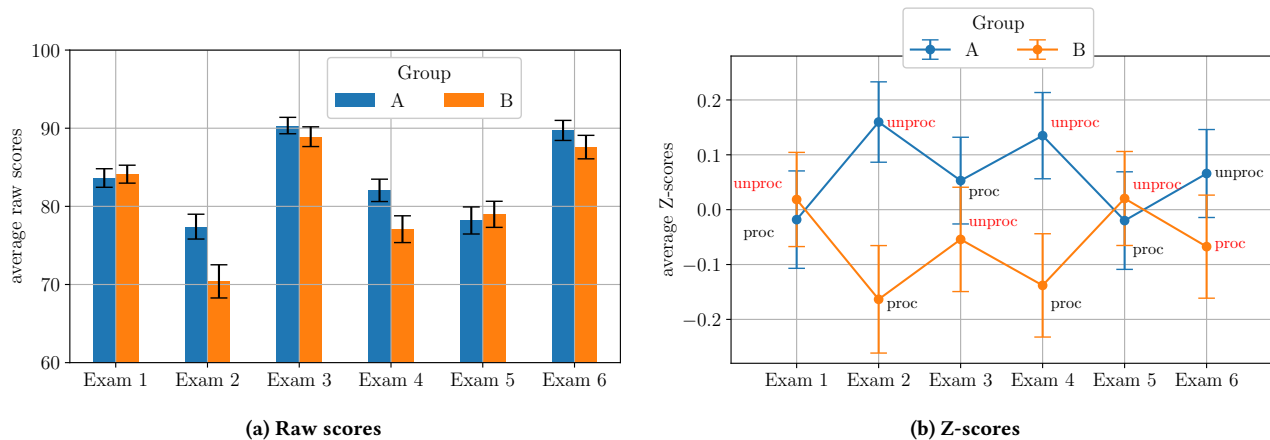 Group
A B
100
90
80
70
60
average raw scores
Exam 1 Exam 2 Exam 3 Exam 4 Exam 5 Exam 6
(a) Raw scores
Group
A B
0.2
0.1
0.0
−0.1
−0.2
average Z-scores
unproc
proc
unproc
proc
proc
unproc
unproc
proc
unproc
proc
unproc
proc
Exam 1 Exam 2 Exam 3 Exam 4 Exam 5 Exam 6
(b) Z-scores